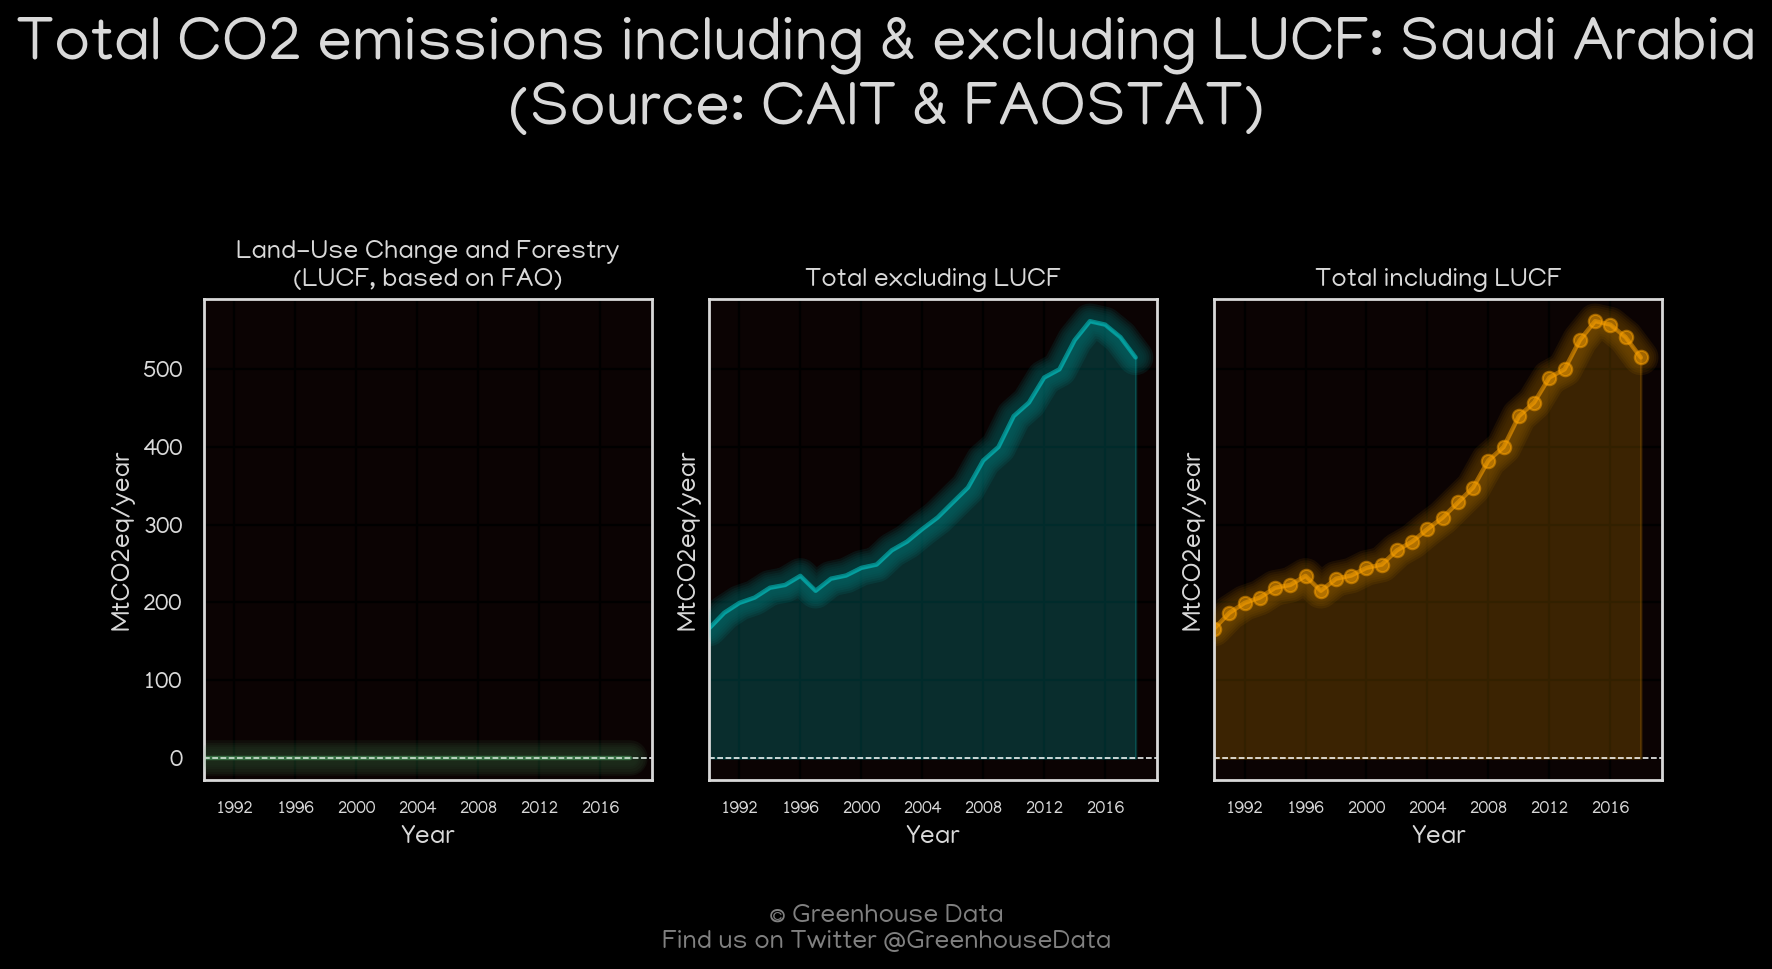 Total CO2 emissions including & excluding LUCF: Saudi Arabia
(Source: CAIT & FAOSTAT)
Land-Use Change and Forestry
(LUCF, based on FAO)
Total excluding LUCF
Total including LUCF
MtCO2eq/year
500
400
300
200
100
0
1992 1996 2000 2004 2008 2012 2016
Year
MtCO2eq/year
1992 1996 2000 2004 2008 2012 2016
Year
MtCO2eq/year
1992 1996 2000 2004 2008 2012 2016
Year
© Greenhouse Data
Find us on Twitter @GreenhouseData